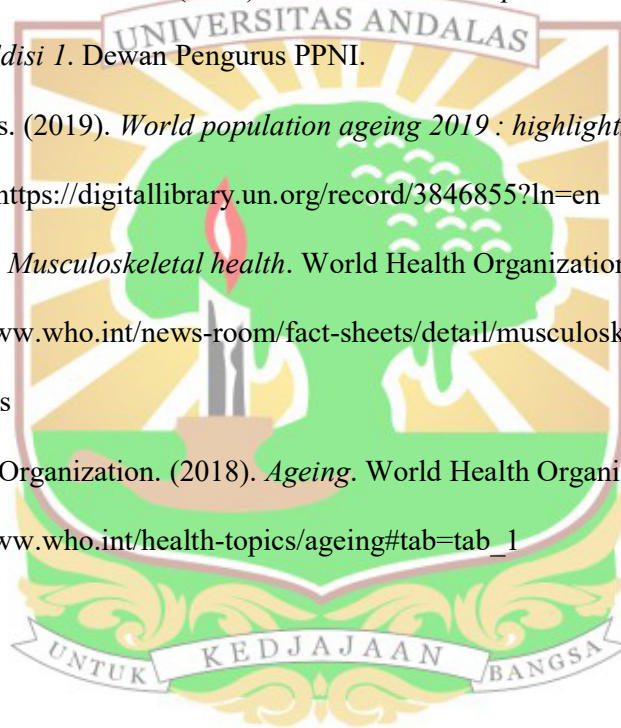 UNIVERSITAS ANDALAS
disi 1. Dewan Pengurus PPNI.
s. (2019). World population ageing 2019 : highlight
https://digitallibrary.un.org/record/3846855?ln=en
Musculoskeletal health. World Health Organization
ww.who.int/news-room/fact-sheets/detail/musculosk
s
Organization. (2018). Ageing. World Health Organi
ww.who.int/health-topics/ageing#tab=tab_1
UNTUK KEDJAJAAN BANGSA